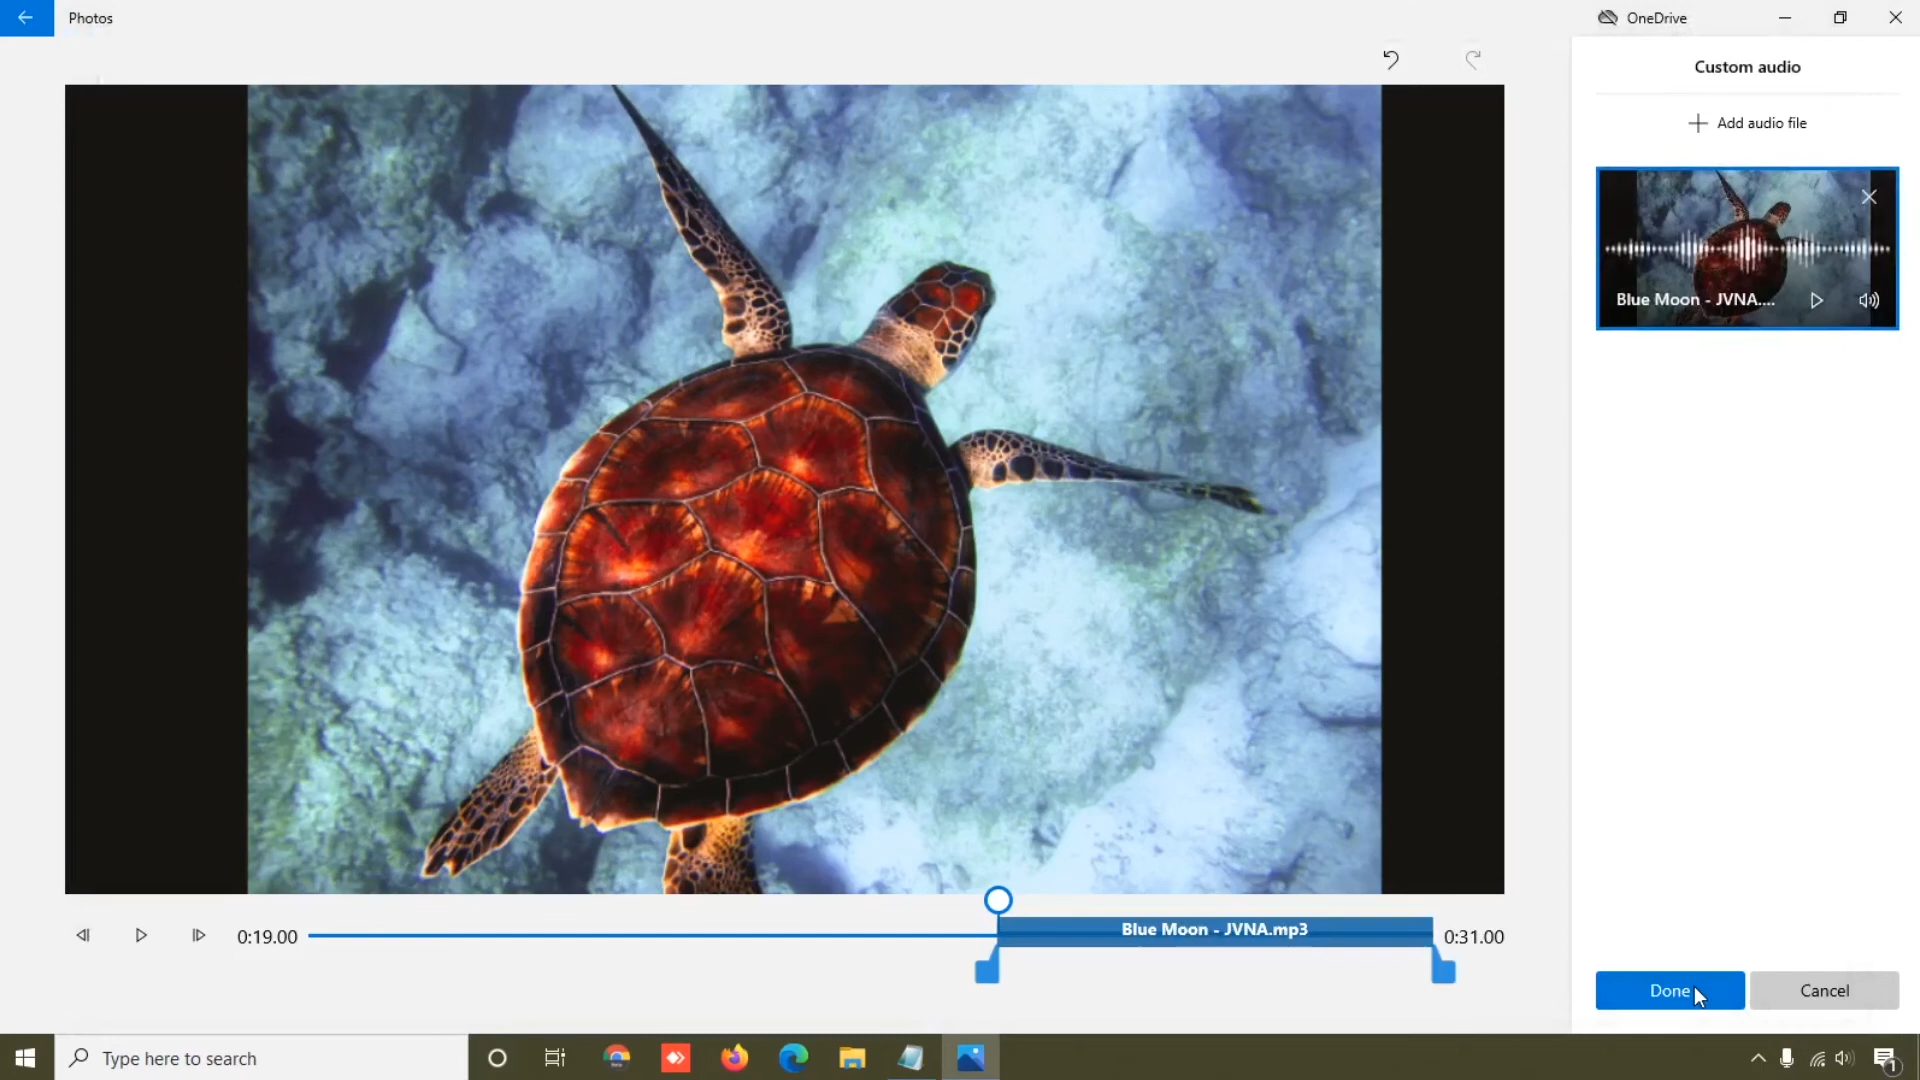 Photos
OneDrive
Custom audio
Add audio file
Blue Moon - JVNA....
0:19.00
Blue Moon - JVNA.mp3
0:31.00
Done
Cancel
Type here to search
1